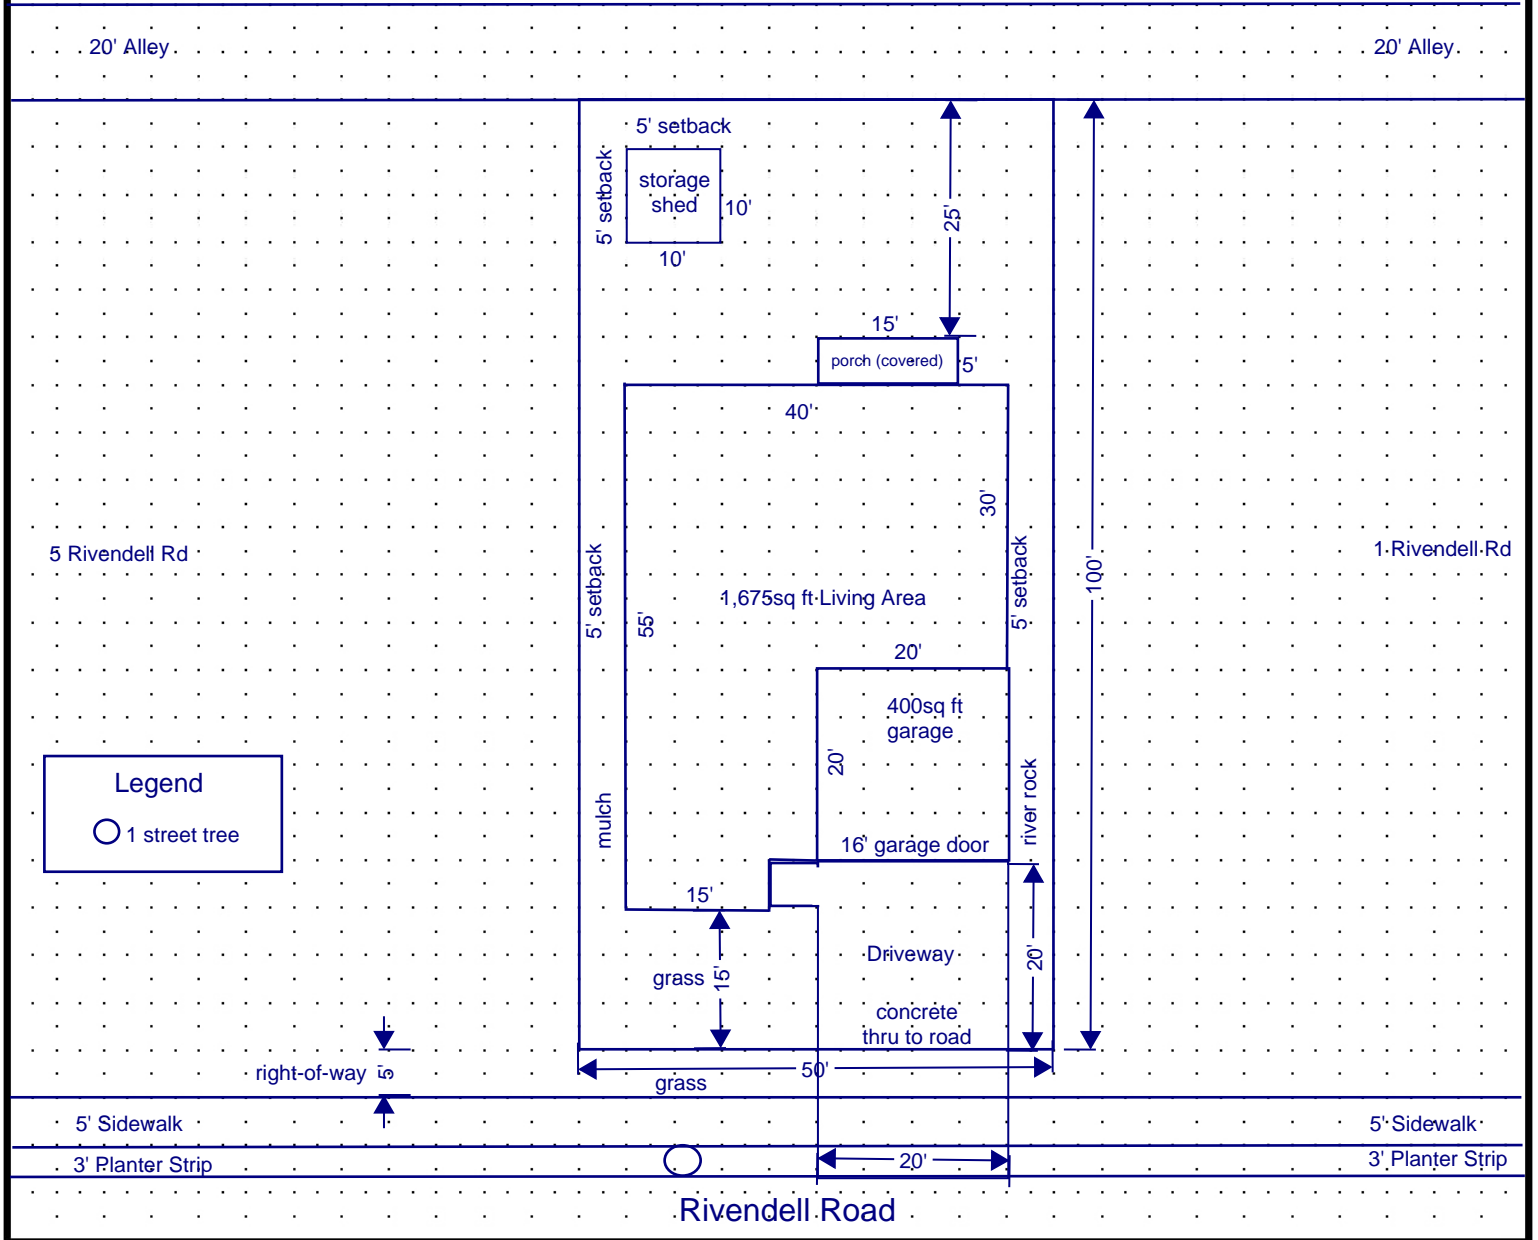 20' Alley
20' Alley
5' setback
5' setback
storage
shed
10'
10'
25'
15'
porch (covered)
5'
40'
30'
5 Rivendell Rd
1 Rivendell Rd
5' setback
55'
1,675sq ft Living Area
5' setback
100'
20'
400sq ft
garage
20'
Legend
1 street tree
mulch
river rock
16' garage door
15'
Driveway
20'
grass
15'
concrete
thru to road
right-of-way
5'
50'
grass
5' Sidewalk
5' Sidewalk
3' Planter Strip
20'
3' Planter Strip
Rivendell Road